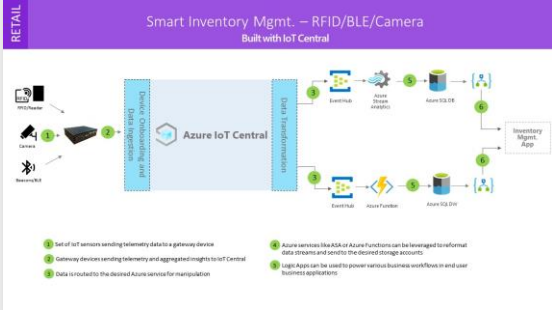 RETAIL
Smart Inventory Mgmt. – RFID/BLE/Camera
Built with IoT Central
RFID
RFID/Reader
Camera
Beacons/BLE
1
2
Device Onboarding and
Data Ingestion
Azure IoT Central
Data Transformation
3
Event Hub
Azure
Stream
Analytics
5
Azure SQL DB
6
3
Event Hub
Azure Function
5
Azure SQL DW
6
Inventory
Mgmt.
App
1 Set of IoT sensors sending telemetry data to a gateway device
2 Gateway devices sending telemetry and aggregated insights to IoT Central
3 Data is routed to the desired Azure service for manipulation
4 Azure services like ASA or Azure Functions can be leveraged to reformat
data streams and send to the desired storage accounts
5 Logic Apps can be used to power various business workflows in end user
business applications